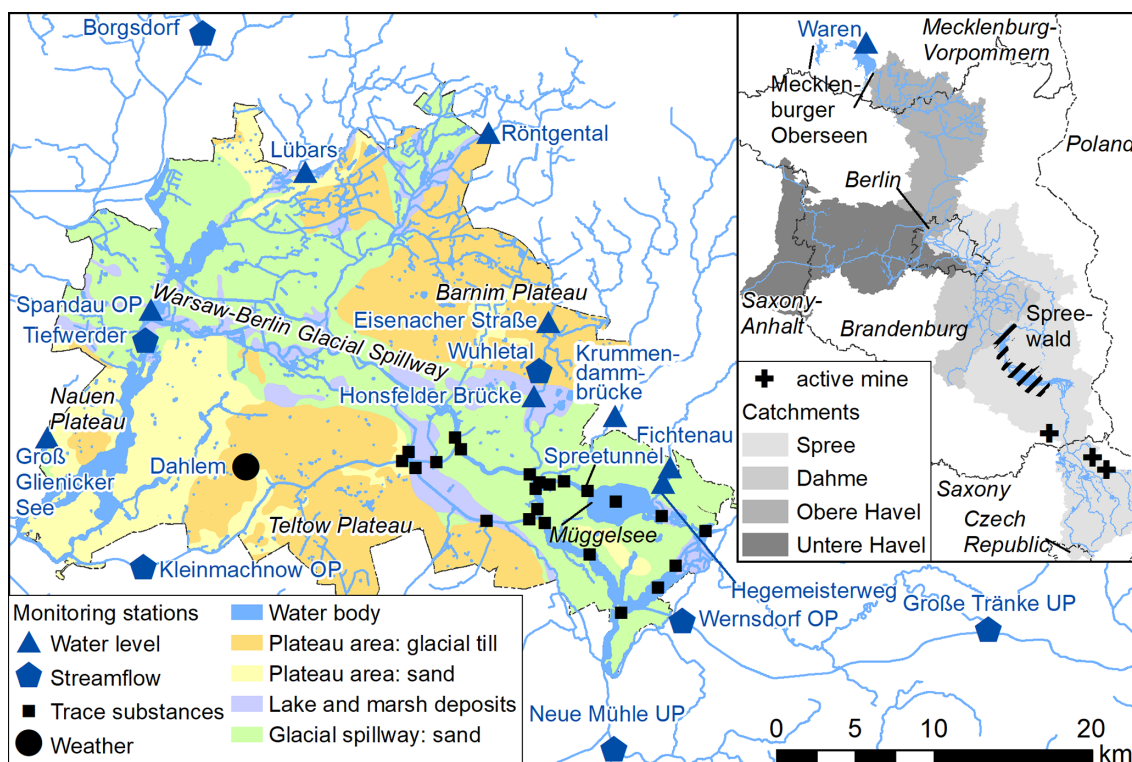 Borgsdorf
Röntgental
Lübars
Spandau OP
Tiefwerder
Warsaw-Berlin Glacial Spillway
Barnim Plateau
Eisenacher Straße
Wuhletal
Krummen-
damm-
brücke
Honsfelder Brücke
Nauen
Plateau
Groß
Glienicker
See
Dahlem
Fichtenau
Spreetunnel
Müggelsee
Teltow Plateau
Kleinmachnow OP
Hegemeisterweg
Wernsdorf OP
Große Tränke UP
Neue Mühle UP
Monitoring stations
Water level
Streamflow
Trace substances
Weather
Water body
Plateau area: glacial till
Plateau area: sand
Lake and marsh deposits
Glacial spillway: sand
0 5 10 20
km
Waren
Mecklenburg-
Vorpommern
Mecklen-
burger
Oberseen
Poland
Berlin
Saxony-
Anhalt
Brandenburg
Spree-
wald
Saxony
Czech
Republic
active mine
Catchments
Spree
Dahme
Obere Havel
Untere Havel